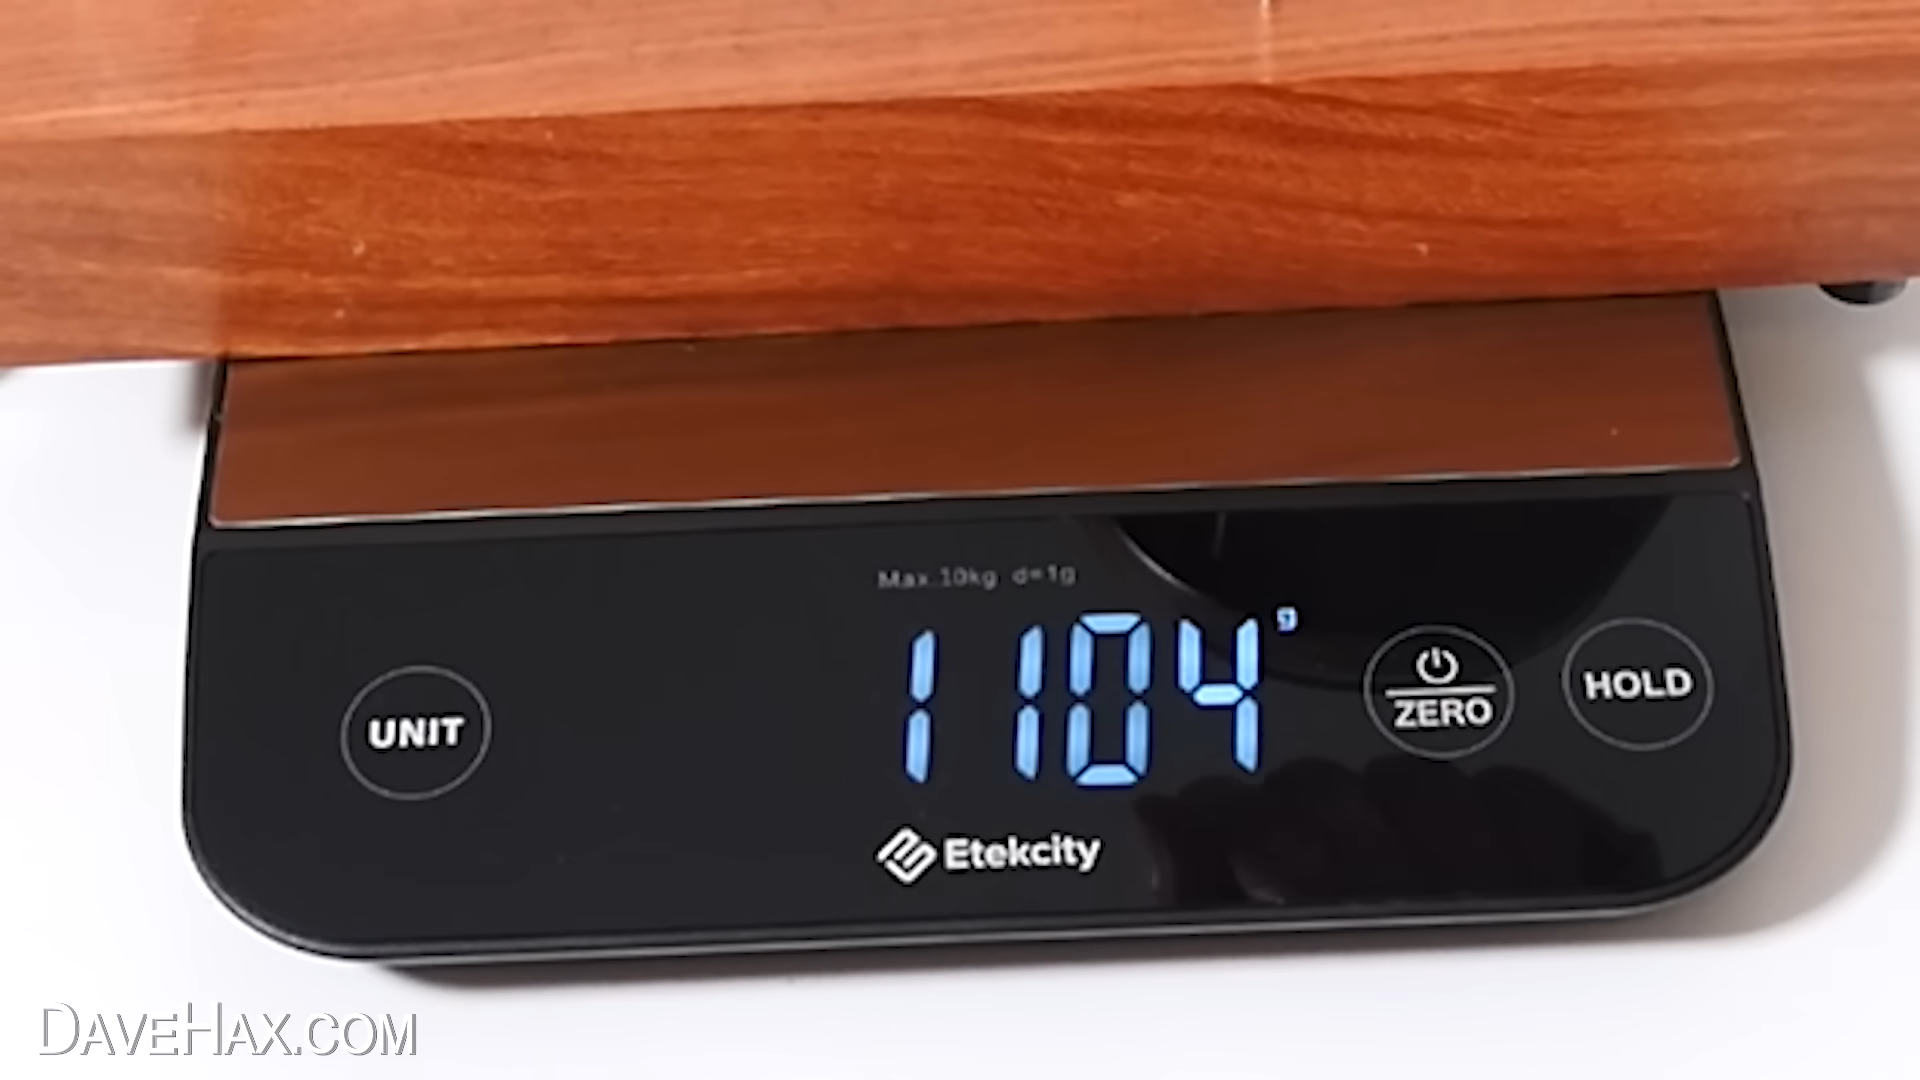 Max.10kg d=1g
1104 g
UNIT
ZERO
HOLD
Etekcity
DAVEHAX.COM